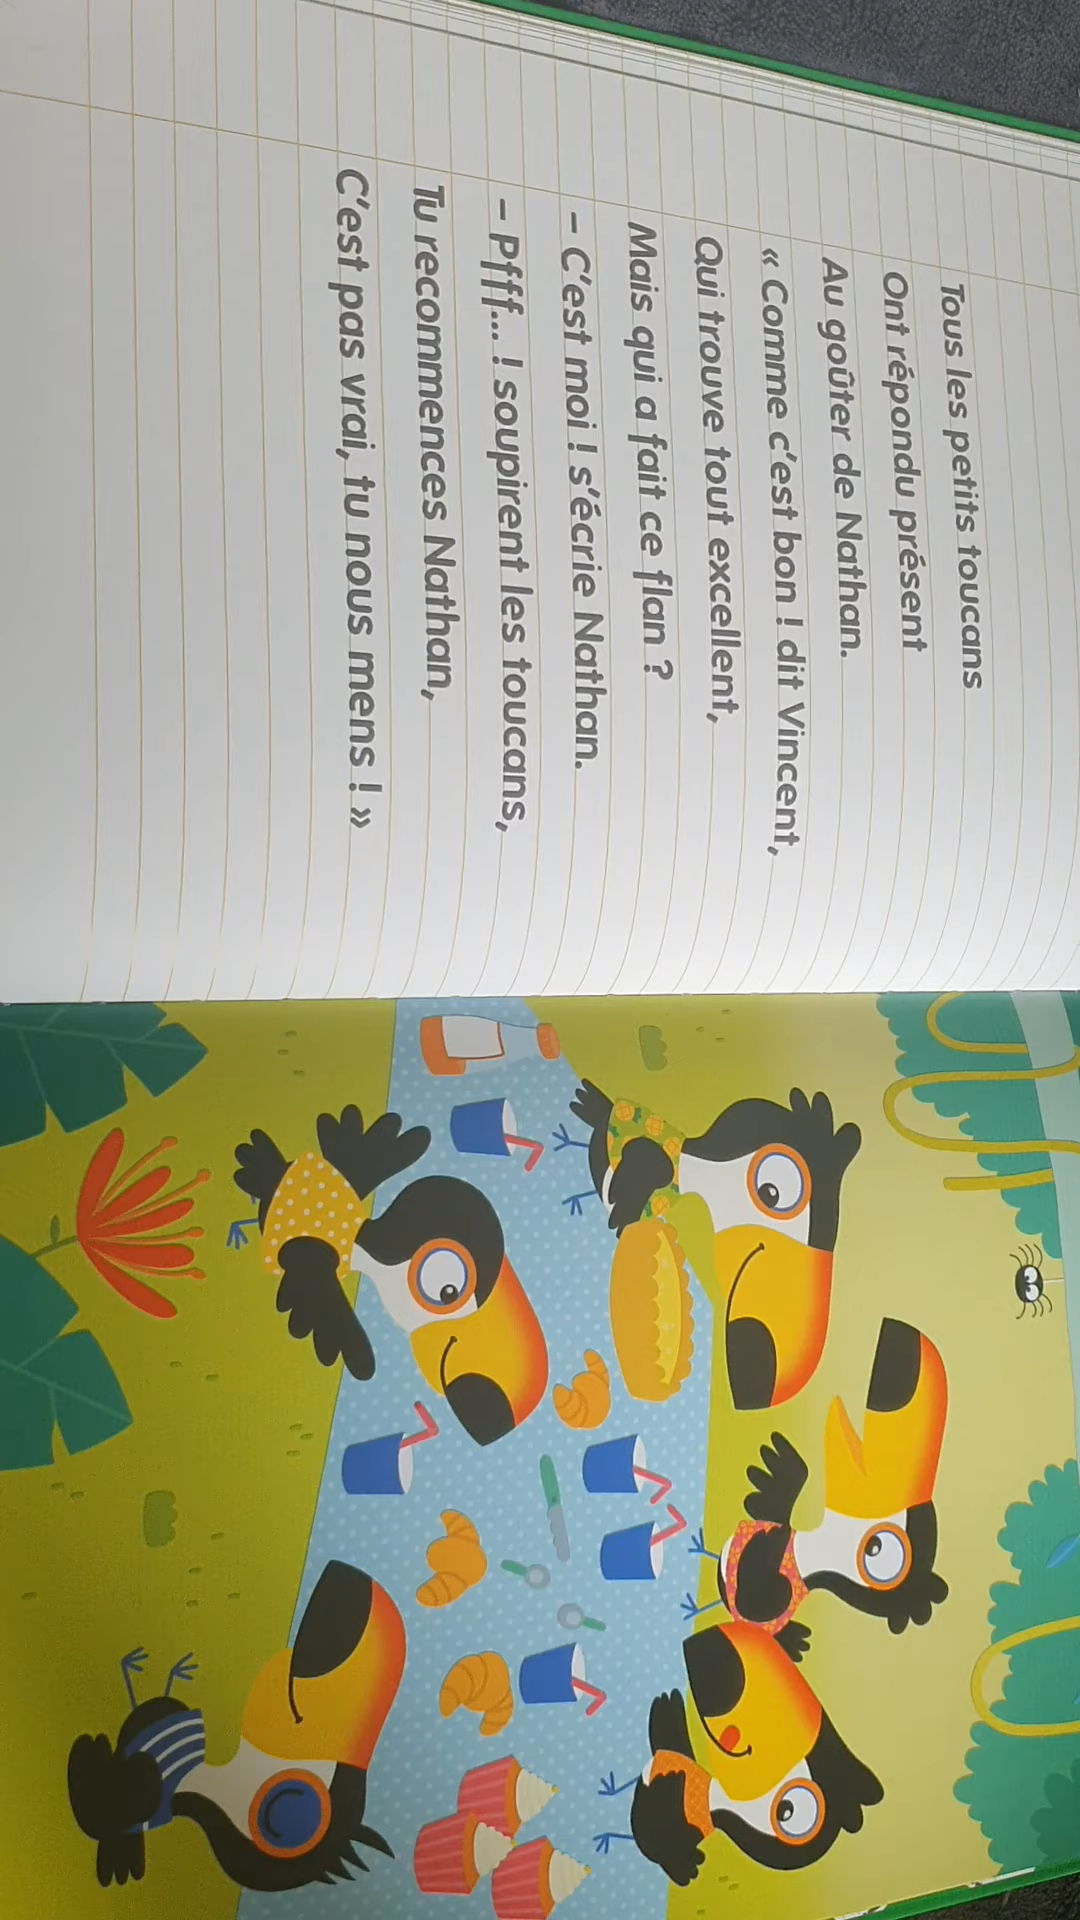 Tous les petits toucans
Ont répondu présent
Au goûter de Nathan.
« Comme c'est bon ! dit Vincent,
Qui trouve tout excellent,
Mais qui a fait ce flan ?
– C'est moi ! s'écrie Nathan.
– Pfff... ! soupirent les toucans,
Tu recommences Nathan,
C'est pas vrai, tu nous mens ! »